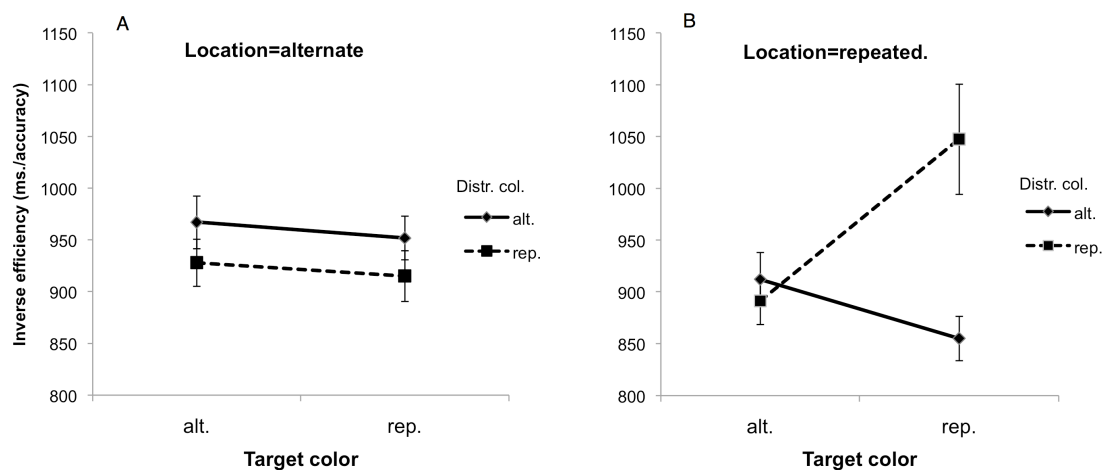 A
Location=alternate
Inverse efficiency (ms./accuracy)
1150
1100
1050
1000
950
900
850
800
alt.
rep.
Target color
Distr. col.
alt.
rep.
B
Location=repeated.
1150
1100
1050
1000
950
900
850
800
alt.
rep.
Target color
Distr. col.
alt.
rep.